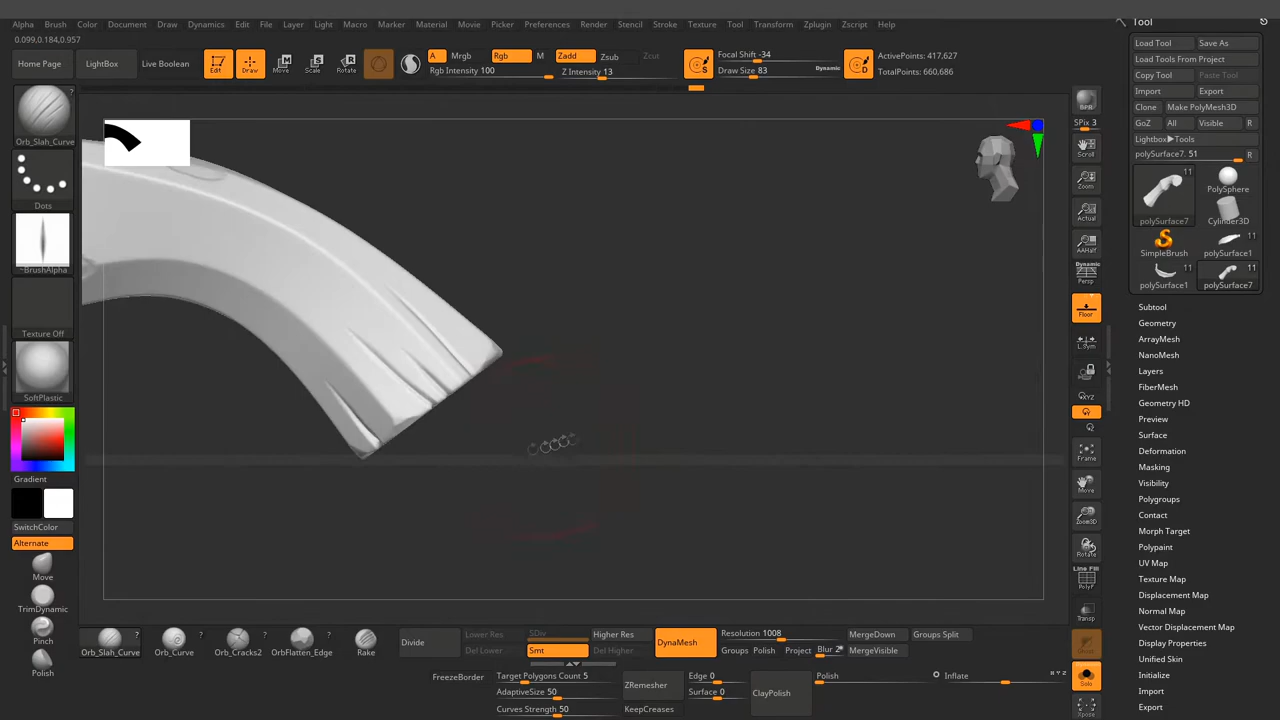 Tool
Alpha Brush Color Document Draw Dynamics Edit File Layer Light Macro Marker Material Movie Picker Preferences Render Stencil Stroke Texture Tool Transform Zplugin Zscript Help
0.099,0.184,0.957
Home Page
LightBox
Live Boolean
Edit
Draw
Move
Scale
Rotate
A
Mrgb
Rgb
M
Rgb Intensity 100
Zadd
Zsub
Zcut
Z Intensity 13
S
Focal Shift -34
Draw Size 83
Dynamic
D
ActivePoints: 417,627
TotalPoints: 660,686
Load Tool
Save As
Load Tools From Project
Copy Tool
Paste Tool
Import
Export
Clone
Make PolyMesh3D
GoZ
All
Visible
R
Lightbox▶Tools
polySurface7. 51
R
11
polySurface7
PolySphere
Cylinder3D
SimpleBrush
11
polySurface1
11
polySurface1
11
polySurface7
Subtool
Geometry
ArrayMesh
NanoMesh
Layers
FiberMesh
Geometry HD
Preview
Surface
Deformation
Masking
Visibility
Polygroups
Contact
Morph Target
Polypaint
UV Map
Texture Map
Displacement Map
Normal Map
Vector Displacement Map
Display Properties
Unified Skin
Initialize
Import
Export
?
Orb_Slah_Curve
Dots
~BrushAlpha
Texture Off
SoftPlastic
Gradient
SwitchColor
Alternate
Move
TrimDynamic
Pinch
Polish
BPR
SPix 3
Scroll
Zoom
Actual
AAHalf
Dynamic
Persp
Floor
L.Sym
XYZ
Frame
Move
Zoom3D
Rotate
Line Fill
PolyF
Transp
Ghost
Solo
Xpose
?
Orb_Slah_Curve
?
Orb_Curve
?
Orb_Cracks2
?
OrbFlatten_Edge
Rake
Divide
Lower Res
Del Lower
SDiv
Smt
Higher Res
Del Higher
DynaMesh
Resolution 1008
Groups
Polish
Project
Blur 2
MergeDown
MergeVisible
Groups Split
FreezeBorder
Target Polygons Count 5
AdaptiveSize 50
Curves Strength 50
ZRemesher
KeepCreases
Edge 0
Surface 0
ClayPolish
Polish
Inflate
X Y Z